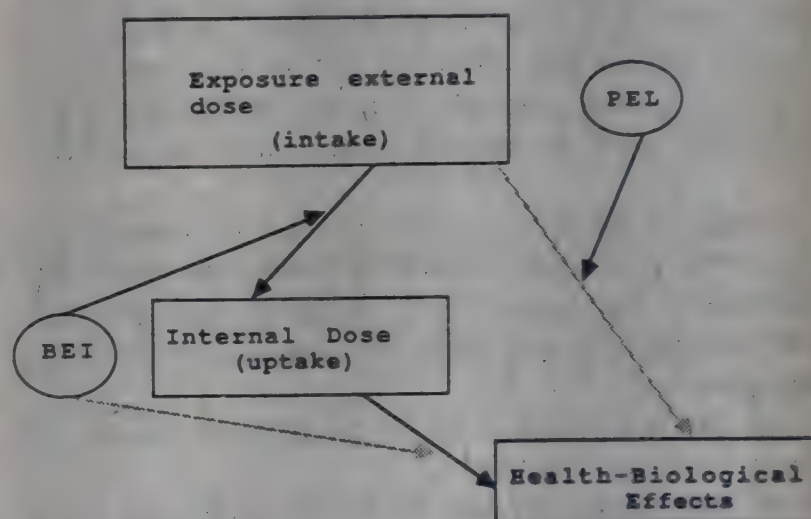 Exposure external
dose
(intake)
PEL
BEI
Internal Dose
(uptake)
Health-Biological
Effects